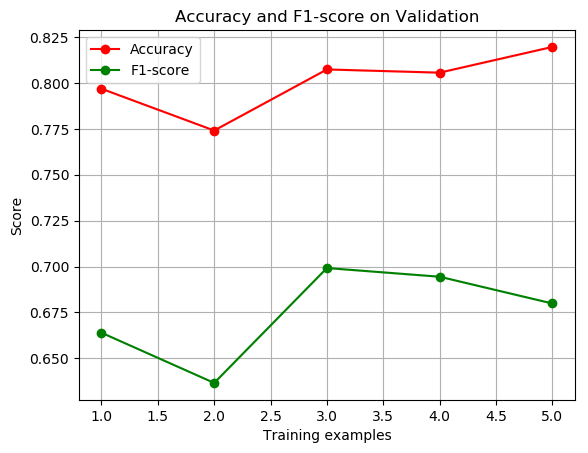 Accuracy and F1-score on Validation
Accuracy
F1-score
0.825
0.800
0.775
0.750
0.725
0.700
0.675
0.650
Score
1.0 1.5 2.0 2.5 3.0 3.5 4.0 4.5 5.0
Training examples